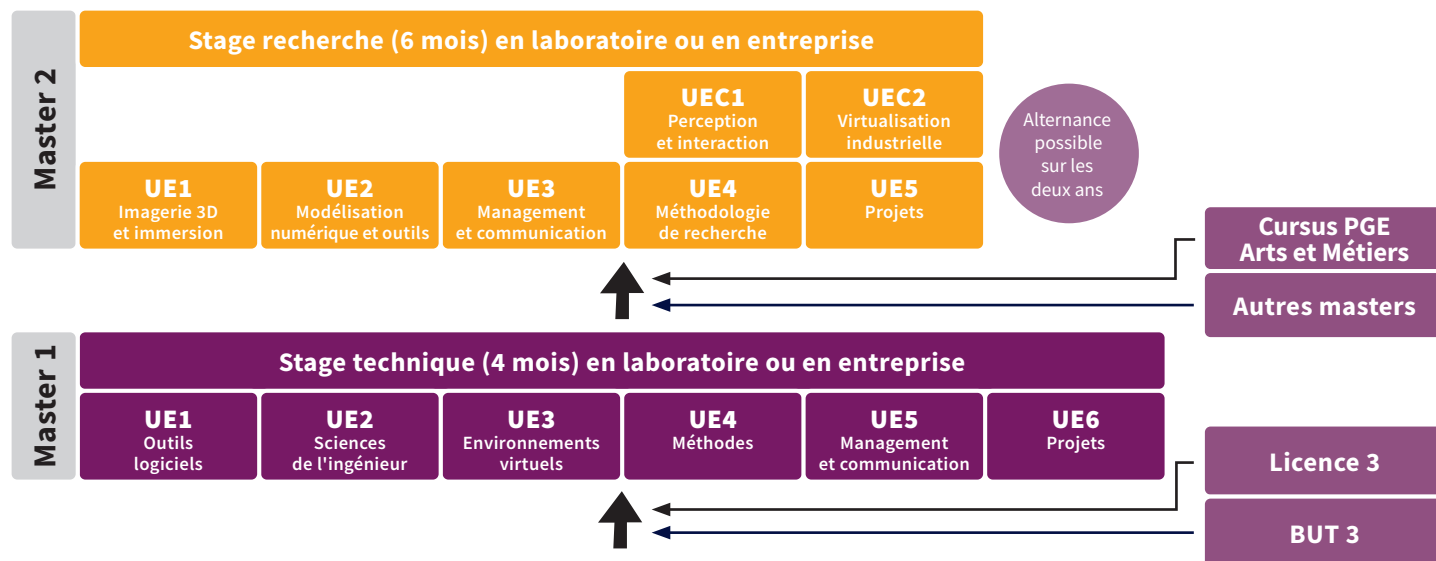 Master 2
Stage recherche (6 mois) en laboratoire ou en entreprise
UEC1
Perception
et interaction
UEC2
Virtualisation
industrielle
Alternance
possible
sur les
deux ans
UE1
Imagerie 3D
et immersion
UE2
Modélisation
numérique et outils
UE3
Management
et communication
UE4
Méthodologie
de recherche
UE5
Projets
Cursus PGE
Arts et Métiers
Autres masters
Master 1
Stage technique (4 mois) en laboratoire ou en entreprise
UE1
Outils
logiciels
UE2
Sciences
de l'ingénieur
UE3
Environnements
virtuels
UE4
Méthodes
UE5
Management
et communication
UE6
Projets
Licence 3
BUT 3